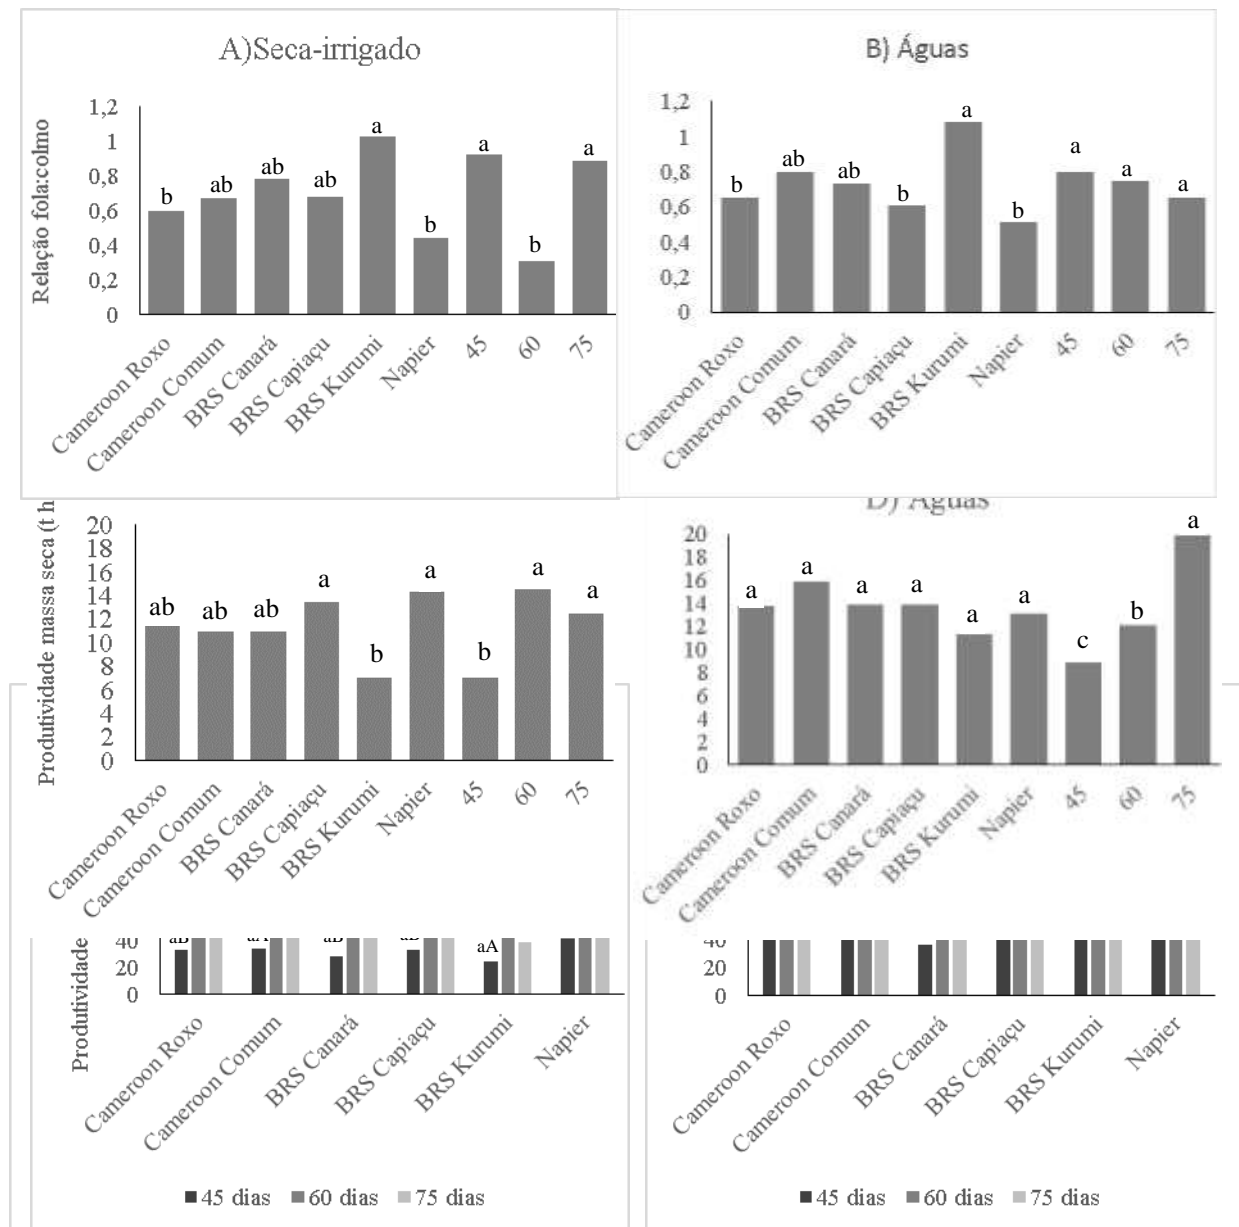 A)Seca-irrigado
Relação fola:colmo
1,2
1
0,8
0,6
0,4
0,2
0
b
ab
ab
ab
a
b
a
b
a
Cameroon Roxo
Cameroon Comum
BRS Canará
BRS Capiaçu
BRS Kurumi
Napier
45
60
75
B) Águas
1,2
1
0,8
0,6
0,4
0,2
0
b
ab
ab
b
a
b
a
a
a
Cameroon Roxo
Cameroon Comum
BRS Canará
BRS Capiaçu
BRS Kurumi
Napier
45
60
75
Produtividade massa seca (t h
20
18
16
14
12
10
8
6
4
2
0
ab
ab
ab
a
b
a
b
a
a
Cameroon Roxo
Cameroon Comum
BRS Canará
BRS Capiaçu
BRS Kurumi
Napier
45
60
75
D) Águas
20
18
16
14
12
10
8
6
4
2
0
a
a
a
a
a
a
c
b
a
Cameroon Roxo
Cameroon Comum
BRS Canará
BRS Capiaçu
BRS Kurumi
Napier
45
60
75
Produtividade
40
20
0
aA
Cameroon Roxo
Cameroon Comum
BRS Canará
BRS Capiaçu
BRS Kurumi
Napier
45 dias 60 dias 75 dias
40
20
0
Cameroon Roxo
Cameroon Comum
BRS Canará
BRS Capiaçu
BRS Kurumi
Napier
45 dias 60 dias 75 dias